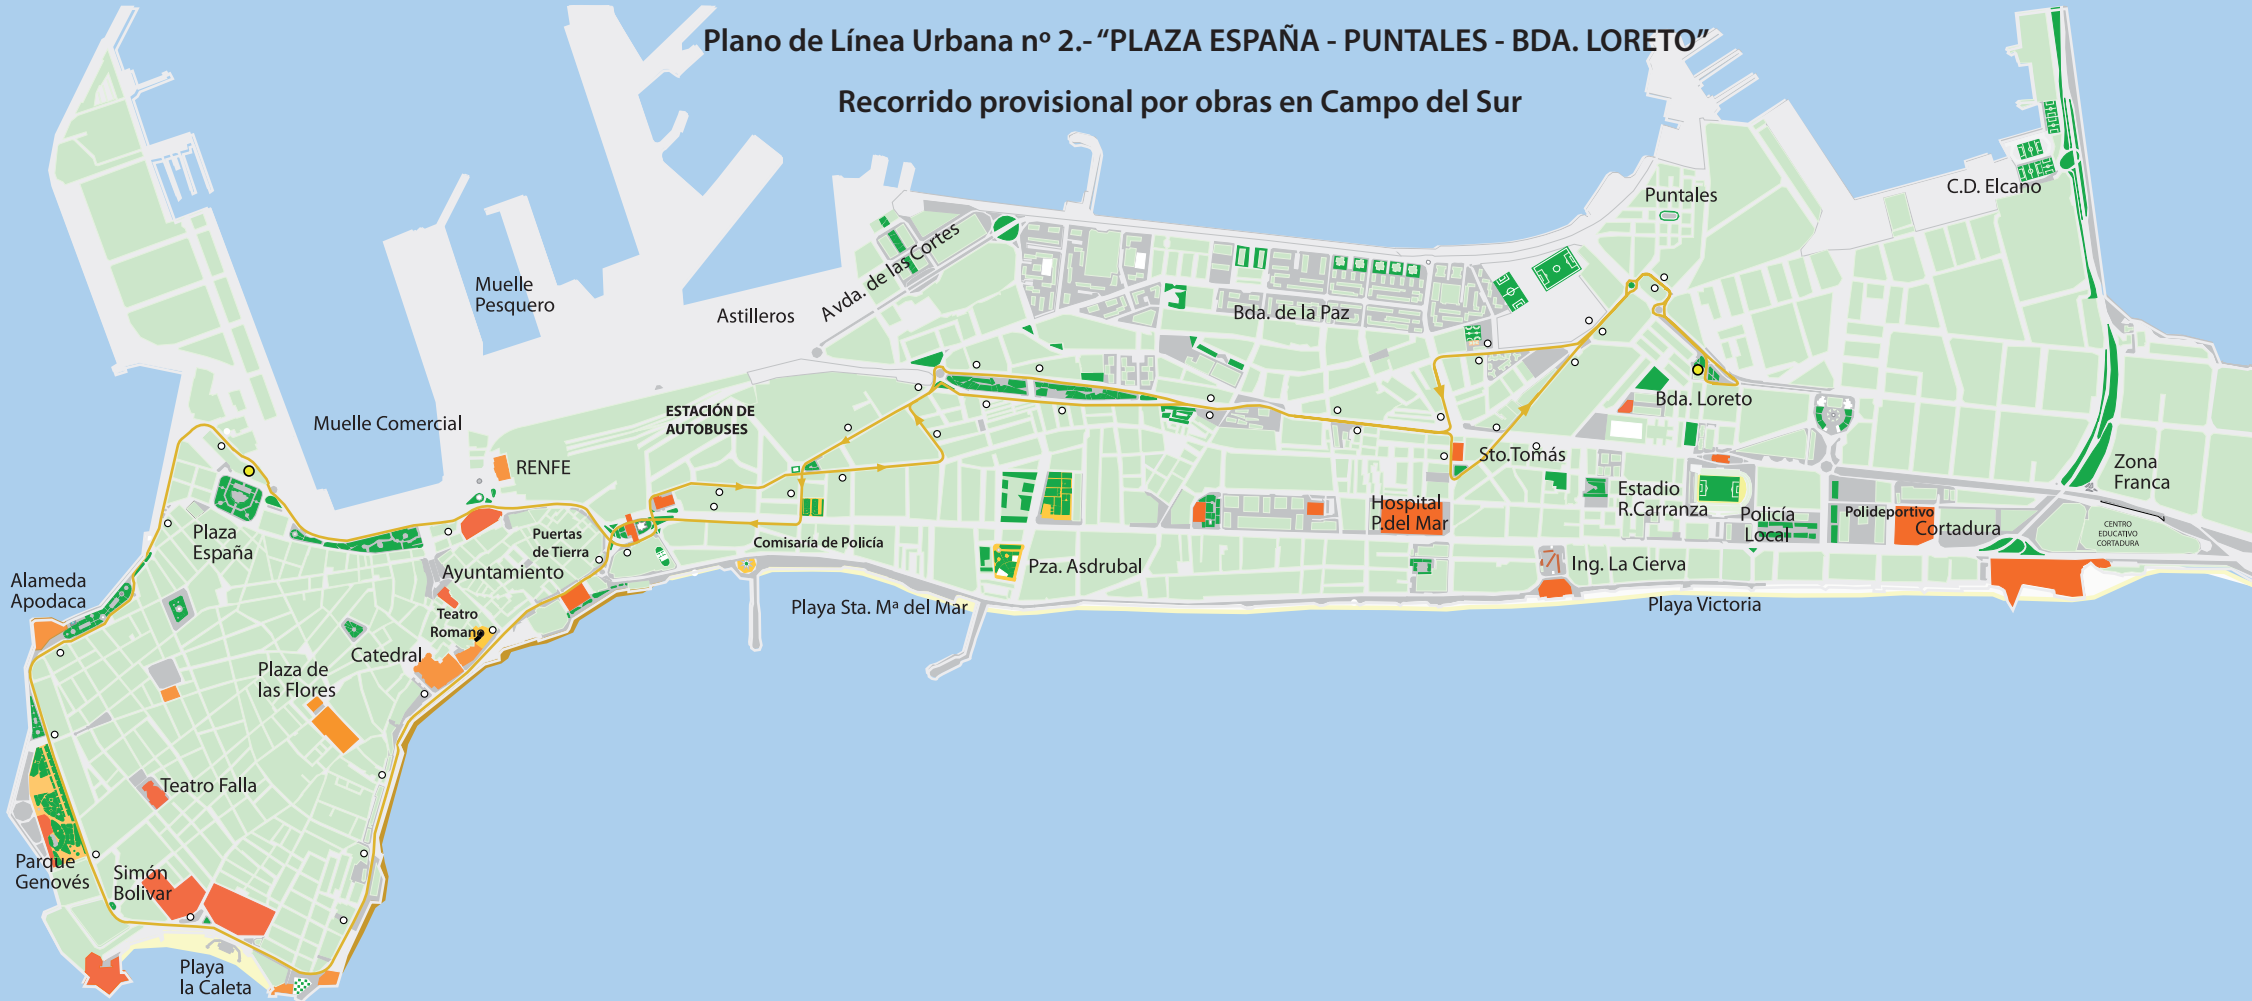 Plano de Línea Urbana nº 2.- “PLAZA ESPAÑA - PUNTALES - BDA. LORETO”
Recorrido provisional por obras en Campo del Sur
C.D. Elcano
Puntales
Avda. de las Cortes
Muelle
Pesquero
Astilleros
Bda. de la Paz
Bda. Loreto
ESTACIÓN DE
AUTOBUSES
Muelle Comercial
RENFE
Sto.Tomás
Zona
Franca
Estadio
R.Carranza
Hospital
P.del Mar
Policía
Local
Polideportivo
Cortadura
CENTRO
EDUCATIVO
CORTADURA
Plaza
España
Puertas
de Tierra
Comisaría de Policía
Ayuntamiento
Pza. Asdrubal
Ing. La Cierva
Alameda
Apodaca
Teatro
Romano
Playa Sta. Mª del Mar
Playa Victoria
Catedral
Plaza de
las Flores
Teatro Falla
Parque
Genovés
Simón
Bolivar
Playa
la Caleta